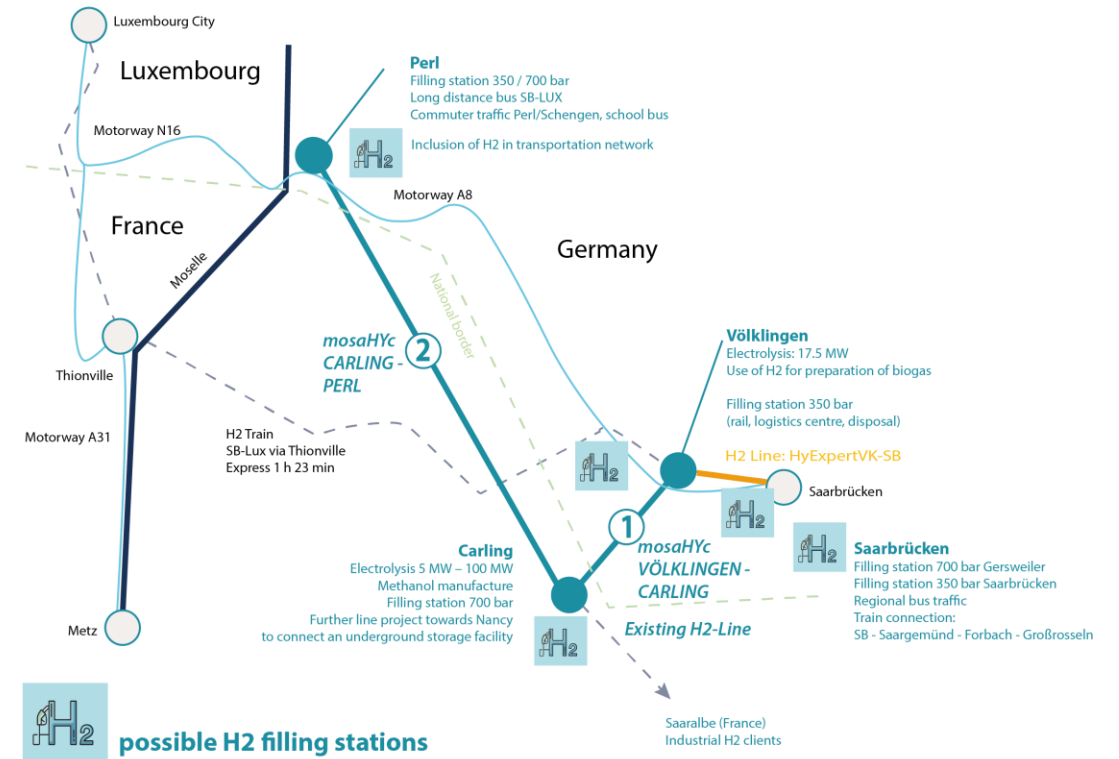 Luxembourg City
Luxembourg
Perl
Filling station 350 / 700 bar
Long distance bus SB-LUX
Commuter traffic Perl/Schengen, school bus
Motorway N16
H2
Inclusion of H2 in transportation network
Motorway A8
France
Germany
Moselle
National border
mosaHYc
CARLING -
PERL
2
Völklingen
Electrolysis: 17.5 MW
Use of H2 for preparation of biogas
Filling station 350 bar
(rail, logistics centre, disposal)
Thionville
Motorway A31
H2 Train
SB-Lux via Thionville
Express 1 h 23 min
H2
H2 Line: HyExpertVK-SB
Saarbrücken
H2
1
mosaHYc
VÖLKLINGEN -
CARLING
Existing H2-Line
H2
Saarbrücken
Filling station 700 bar Gersweiler
Filling station 350 bar Saarbrücken
Regional bus traffic
Train connection:
SB - Saargemünd - Forbach - Großrosseln
Carling
Electrolysis 5 MW – 100 MW
Methanol manufacture
Filling station 700 bar
Further line project towards Nancy
to connect an underground storage facility
H2
Metz
Saaralbe (France)
Industrial H2 clients
H2
possible H2 filling stations